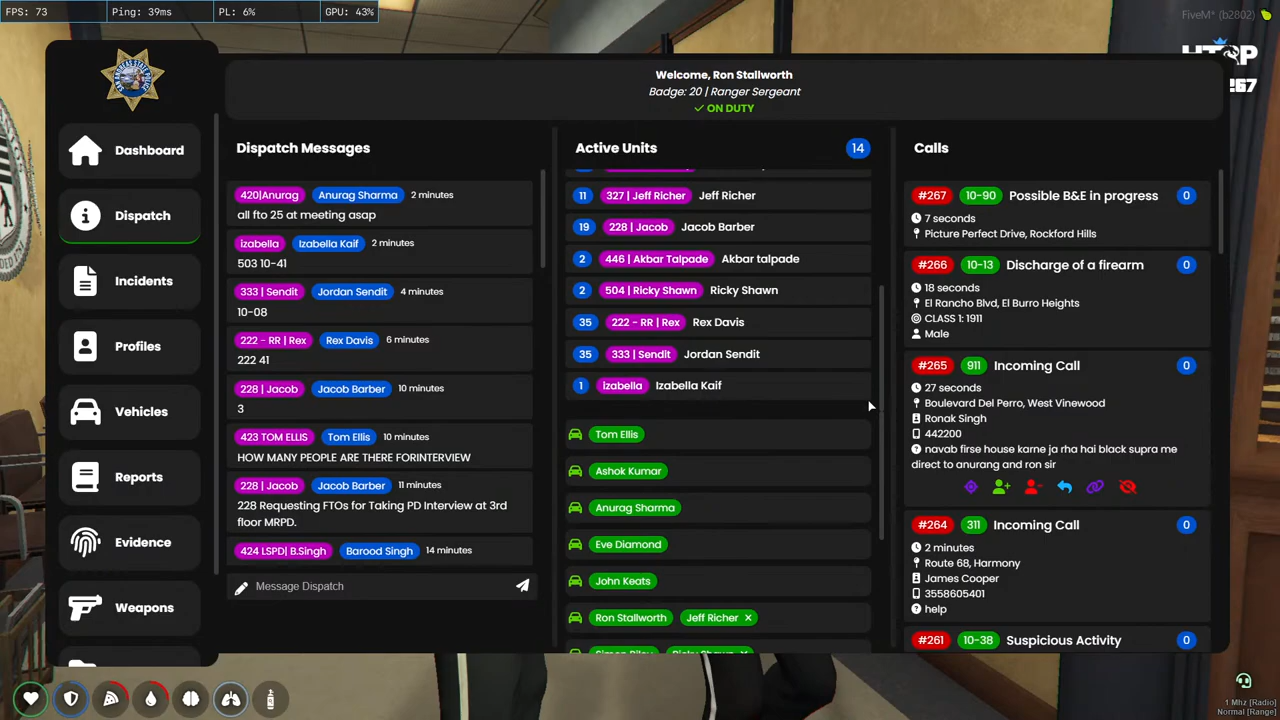 FPS: 73
Ping: 39ms
PL: 6%
GPU: 43%
FiveM* (b2802)
Welcome, Ron Stallworth
Badge: 20 | Ranger Sergeant
ON DUTY
Dashboard
Dispatch
Incidents
Profiles
Vehicles
Reports
Evidence
Weapons
Dispatch Messages
420|Anurag Anurag Sharma 2 minutes
all fto 25 at meeting asap
izabella Izabella Kaif 2 minutes
503 10-41
333 | Sendit Jordan Sendit 4 minutes
10-08
222 - RR | Rex Rex Davis 6 minutes
222 41
228 | Jacob Jacob Barber 10 minutes
3
423 TOM ELLIS Tom Ellis 10 minutes
HOW MANY PEOPLE ARE THERE FORINTERVIEW
228 | Jacob Jacob Barber 11 minutes
228 Requesting FTOs for Taking PD Interview at 3rd
floor MRPD.
424 LSPD| B.Singh Barood Singh 14 minutes
Message Dispatch
Active Units 14
11 327 | Jeff Richer Jeff Richer
19 228 | Jacob Jacob Barber
2 446 | Akbar Talpade Akbar talpade
2 504 | Ricky Shawn Ricky Shawn
35 222 - RR | Rex Rex Davis
35 333 | Sendit Jordan Sendit
1 izabella Izabella Kaif
Tom Ellis
Ashok Kumar
Anurag Sharma
Eve Diamond
John Keats
Ron Stallworth Jeff Richer ×
Calls
#267 10-90 Possible B&E in progress 0
7 seconds
Picture Perfect Drive, Rockford Hills
#266 10-13 Discharge of a firearm 0
18 seconds
El Rancho Blvd, El Burro Heights
CLASS 1: 1911
Male
#265 911 Incoming Call 0
27 seconds
Boulevard Del Perro, West Vinewood
Ronak Singh
442200
navab firse house karne ja rha hai black supra me
direct to anurang and ron sir
#264 311 Incoming Call 0
2 minutes
Route 68, Harmony
James Cooper
3558605401
help
#261 10-38 Suspicious Activity 0
1 Mhz [Radio]
Normal [Range]